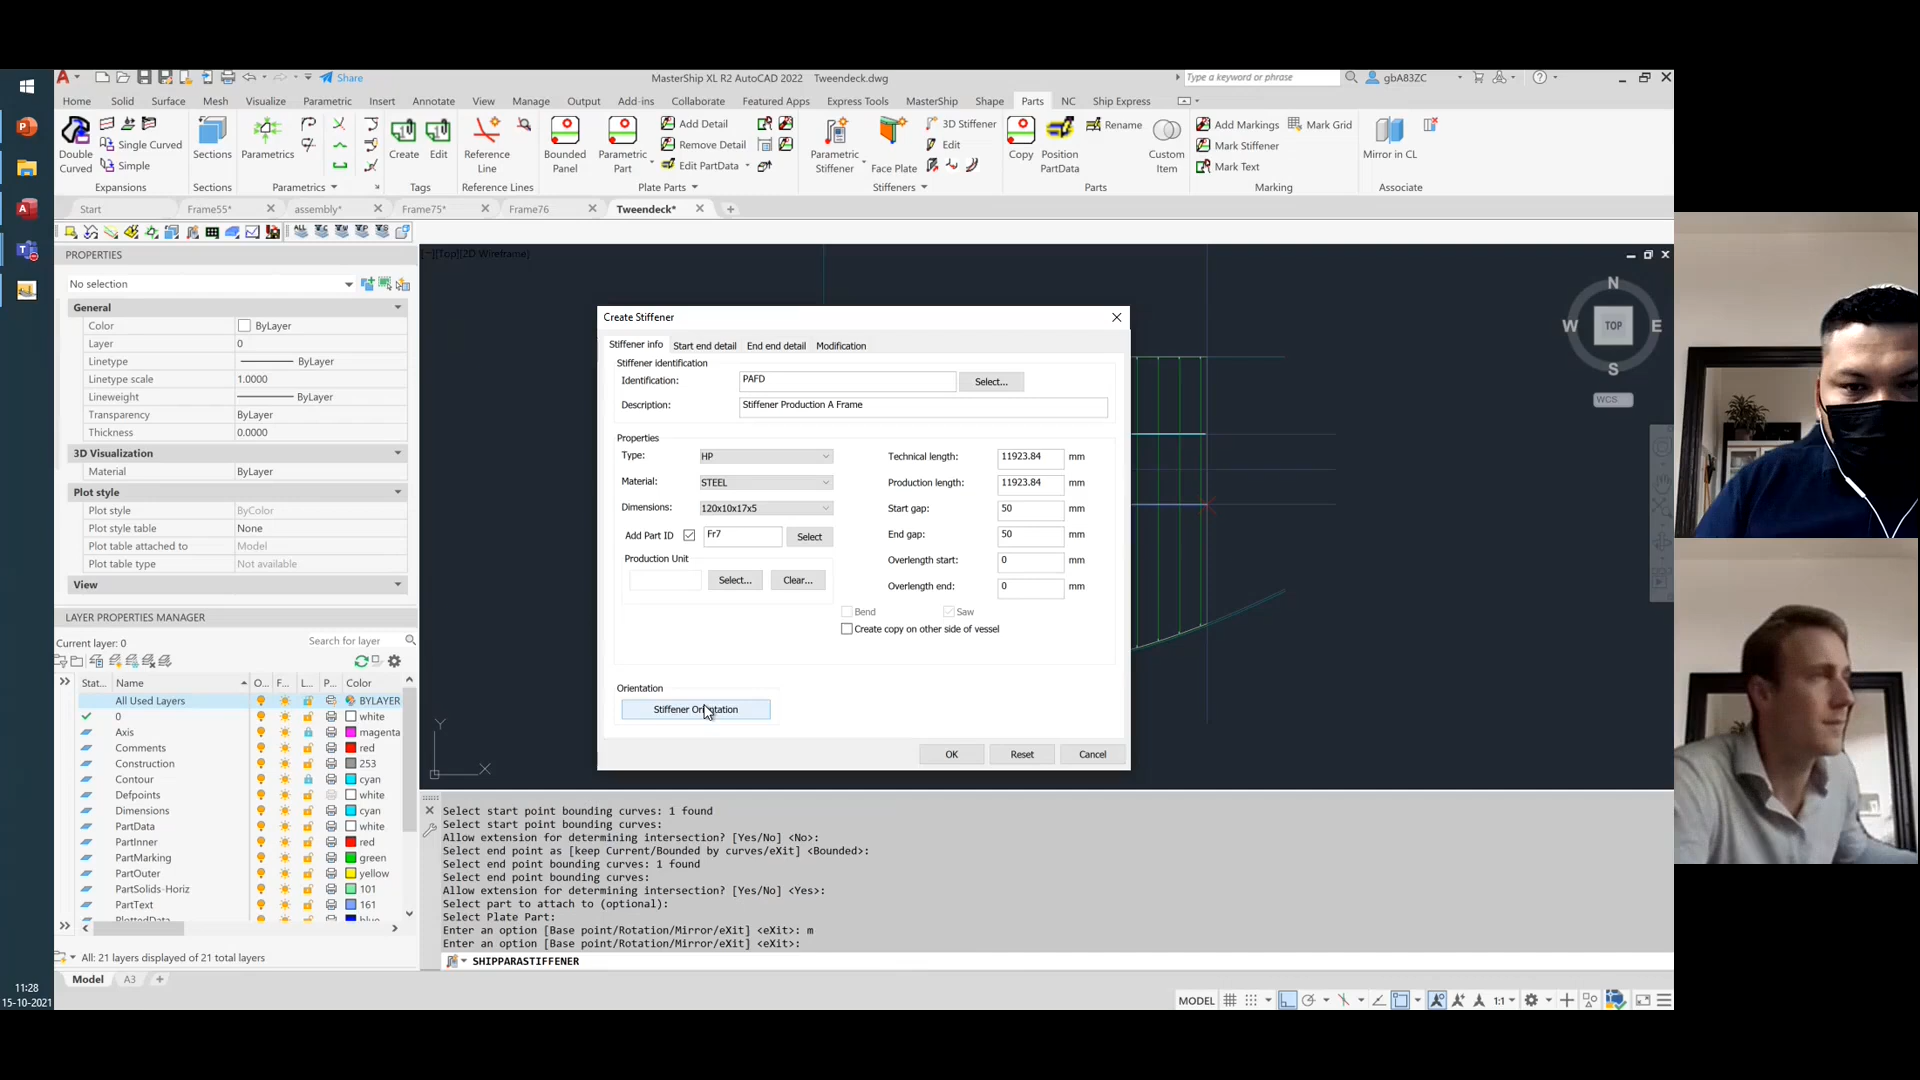 MasterShip XL R2 AutoCAD 2022 Tweendeck.dwg
Share
Type a keyword or phrase
gbA83ZC
Home Solid Surface Mesh Visualize Parametric Insert Annotate View Manage Output Add-ins Collaborate Featured Apps Express Tools MasterShip Shape Parts NC Ship Express
Double Curved
Single Curved
Simple
Sections
Parametrics
Create
Edit
Reference Line
Bounded Panel
Parametric Part
Add Detail
Remove Detail
Edit PartData
Parametric Stiffener
Face Plate
3D Stiffener
Edit
Copy
Position PartData
Rename
Custom Item
Add Markings
Mark Grid
Mark Stiffener
Mark Text
Mirror in CL
Expansions Sections Parametrics Tags Reference Lines Plate Parts Stiffeners Parts Marking Associate
Start Frame55* assembly* Frame75* Frame76 Tweendeck*
PROPERTIES
No selection
General
Color ByLayer
Layer 0
Linetype ByLayer
Linetype scale 1.0000
Lineweight ByLayer
Transparency ByLayer
Thickness 0.0000
3D Visualization
Material ByLayer
Plot style
Plot style ByColor
Plot style table None
Plot table attached to Model
Plot table type Not available
View
LAYER PROPERTIES MANAGER
Current layer: 0
Search for layer
Stat... Name O... F... L... P... Color
All Used Layers BYLAYER
0 white
Axis magenta
Comments red
Construction 253
Contour cyan
Defpoints white
Dimensions cyan
PartData white
PartInner red
PartMarking green
PartOuter yellow
PartSolids-Horiz 101
PartText 161
PlottedData blue
All: 21 layers displayed of 21 total layers
Model A3
[−][Top][2D Wireframe]
N
W TOP E
S
WCS
Y
X
Create Stiffener
Stiffener info Start end detail End end detail Modification
Stiffener identification
Identification: PAFD Select...
Description: Stiffener Production A Frame
Properties
Type: HP
Material: STEEL
Dimensions: 120x10x17x5
Add Part ID Fr7 Select
Production Unit
Select... Clear...
Technical length: 11923.84 mm
Production length: 11923.84 mm
Start gap: 50 mm
End gap: 50 mm
Overlength start: 0 mm
Overlength end: 0 mm
Bend Saw
Create copy on other side of vessel
Orientation
Stiffener Orientation
OK Reset Cancel
Select start point bounding curves: 1 found
Select start point bounding curves:
Allow extension for determining intersection? [Yes/No] <No>:
Select end point as [keep Current/Bounded by curves/eXit] <Bounded>:
Select end point bounding curves: 1 found
Select end point bounding curves:
Allow extension for determining intersection? [Yes/No] <Yes>:
Select part to attach to (optional):
Select Plate Part:
Enter an option [Base point/Rotation/Mirror/eXit] <eXit>: m
Enter an option [Base point/Rotation/Mirror/eXit] <eXit>:
SHIPPARASTIFFENER
MODEL 1:1
11:28
15-10-2021